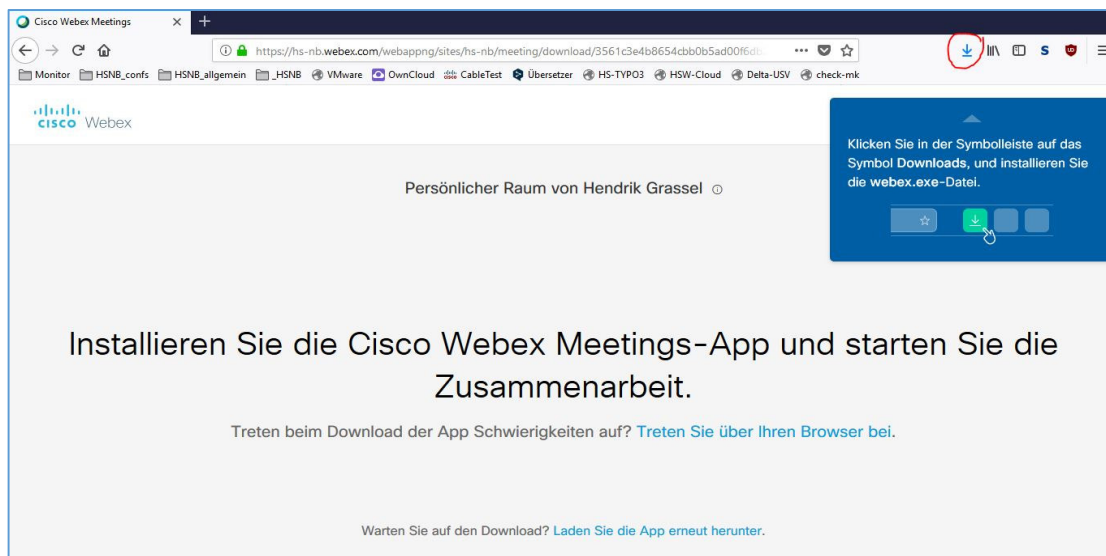 Cisco Webex Meetings
https://hs-nb.webex.com/webappng/sites/hs-nb/meeting/download/3561c3e4b8654cbb0b5ad00f6db
Monitor HSNB_confs HSNB_allgemein _HSNB VMware OwnCloud CableTest Übersetzer HS-TYPO3 HSW-Cloud Delta-USV check-mk
CISCO Webex
Klicken Sie in der Symbolleiste auf das
Symbol Downloads, und installieren Sie
die webex.exe-Datei.
Persönlicher Raum von Hendrik Grassel
Installieren Sie die Cisco Webex Meetings-App und starten Sie die
Zusammenarbeit.
Treten beim Download der App Schwierigkeiten auf? Treten Sie über Ihren Browser bei.
Warten Sie auf den Download? Laden Sie die App erneut herunter.